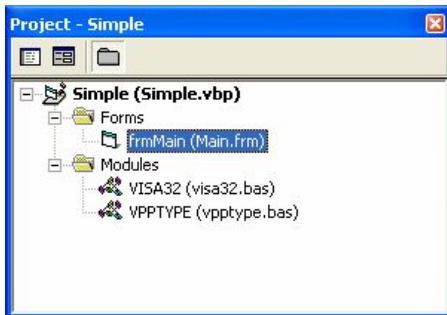 Project - Simple
Simple (Simple.vbp)
Forms
frmMain (Main.frm)
Modules
VISA32 (visa32.bas)
VPPTYPE (vpptype.bas)